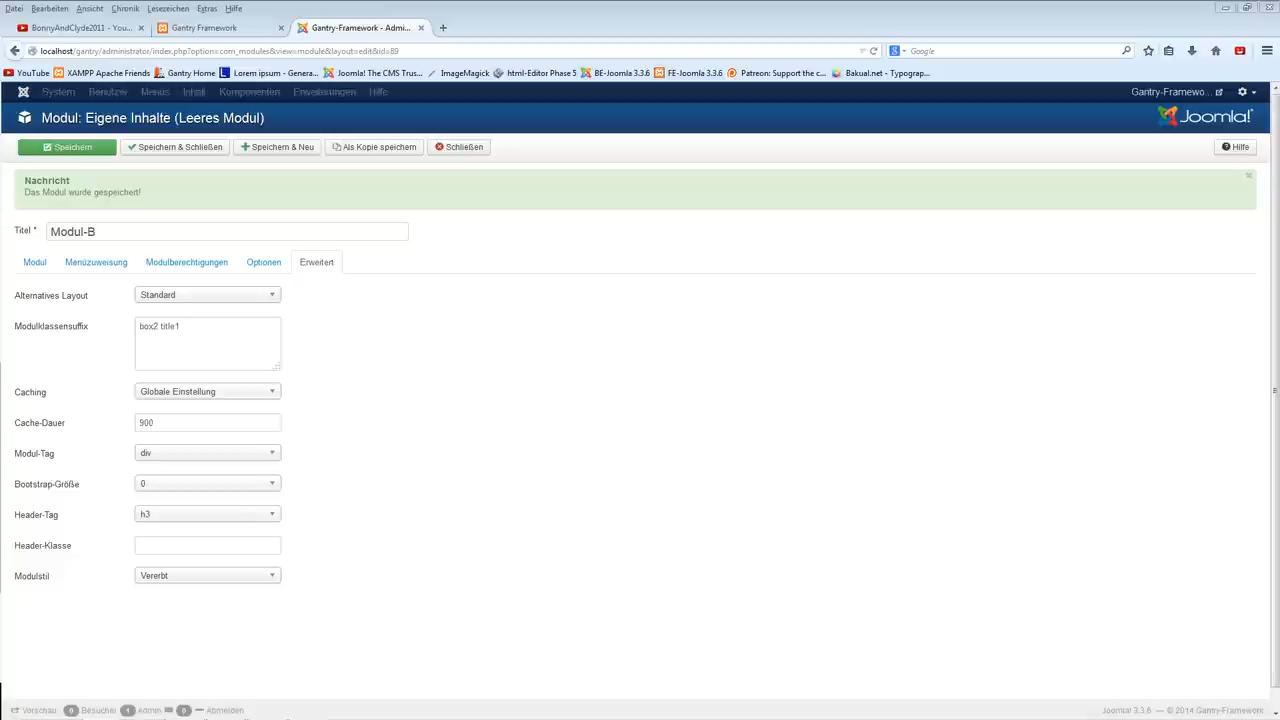 Datei Bearbeiten Ansicht Chronik Lesezeichen Extras Hilfe
BonnyAndClyde2011 - You... × Gantry Framework × Gantry-Framework - Admi... × +
localhost/gantry/administrator/index.php?option=com_modules&view=module&layout=edit&id=89 Google
YouTube XAMPP Apache Friends Gantry Home Lorem ipsum - Genera... Joomla! The CMS Trus... ImageMagick html-Editor Phase 5 BE-Joomla 3.3.6 FE-Joomla 3.3.6 Patreon: Support the c... Bakual.net - Typograp...
System Benutzer Menüs Inhalt Komponenten Erweiterungen Hilfe Gantry-Framewo...
Modul: Eigene Inhalte (Leeres Modul) Joomla!
Speichern Speichern & Schließen Speichern & Neu Als Kopie speichern Schließen Hilfe
Nachricht ×
Das Modul wurde gespeichert!
Titel * Modul-B
Modul Menüzuweisung Modulberechtigungen Optionen Erweitert
Alternatives Layout Standard
Modulklassensuffix box2 title1
Caching Globale Einstellung
Cache-Dauer 900
Modul-Tag div
Bootstrap-Größe 0
Header-Tag h3
Header-Klasse
Modulstil Vererbt
Vorschau 0 Besucher 1 Admin 0 Abmelden Joomla! 3.3.6 — © 2014 Gantry-Framework